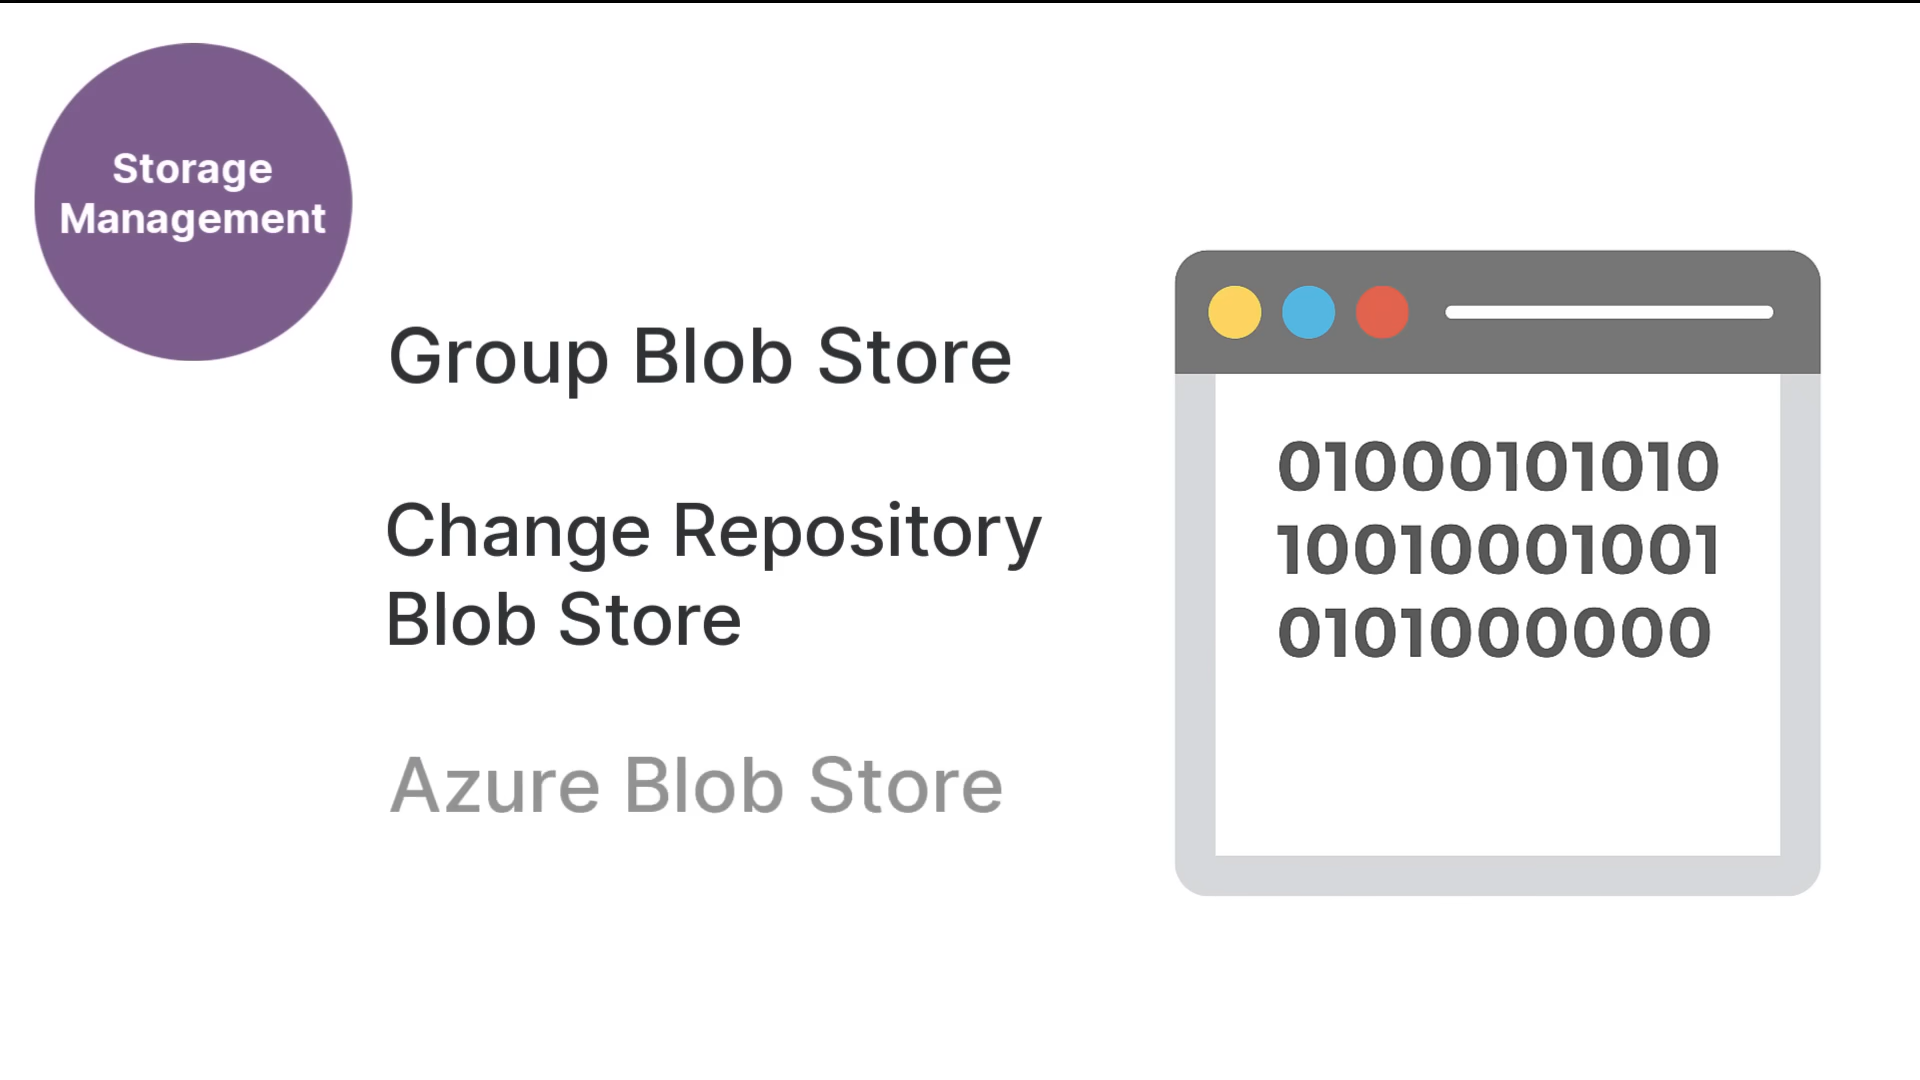 Storage
Management
Group Blob Store
Change Repository
Blob Store
Azure Blob Store
01000101010
10010001001
0101000000